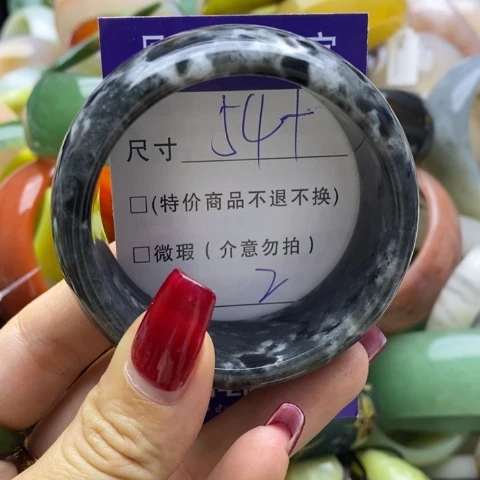 尺寸 54+
□(特价商品不退不换)
□微瑕(介意勿拍)
2